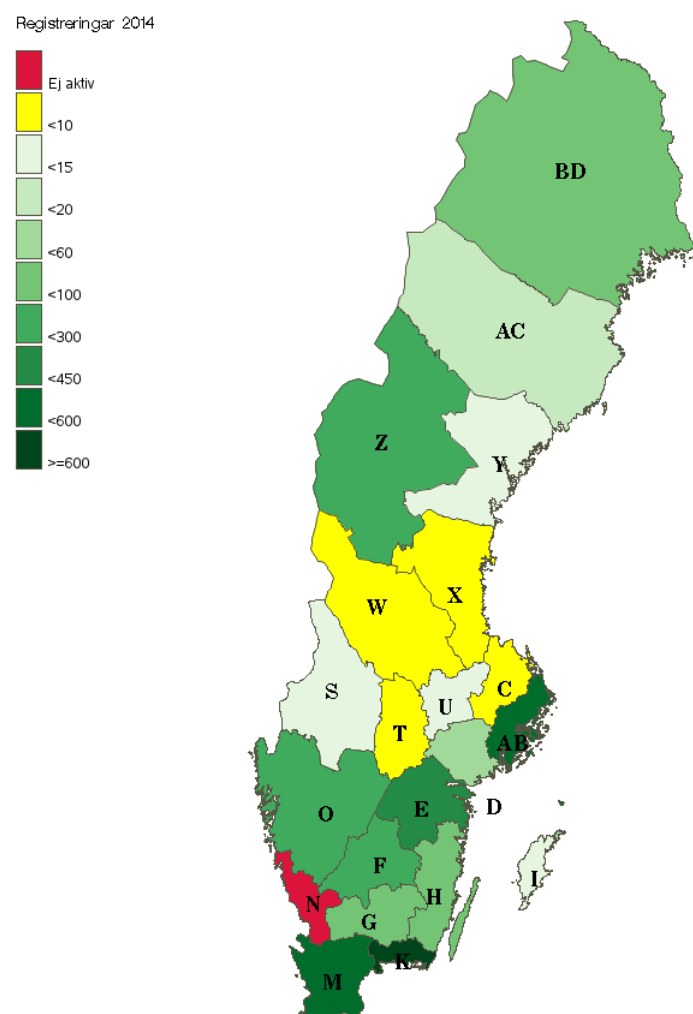 Registreringar 2014
Ej aktiv
<10
<15
<20
<60
<100
<300
<450
<600
>=600
BD
AC
Z
Y
X
W
S
C
U
T
AB
E
D
O
F
I
H
N
G
K
M